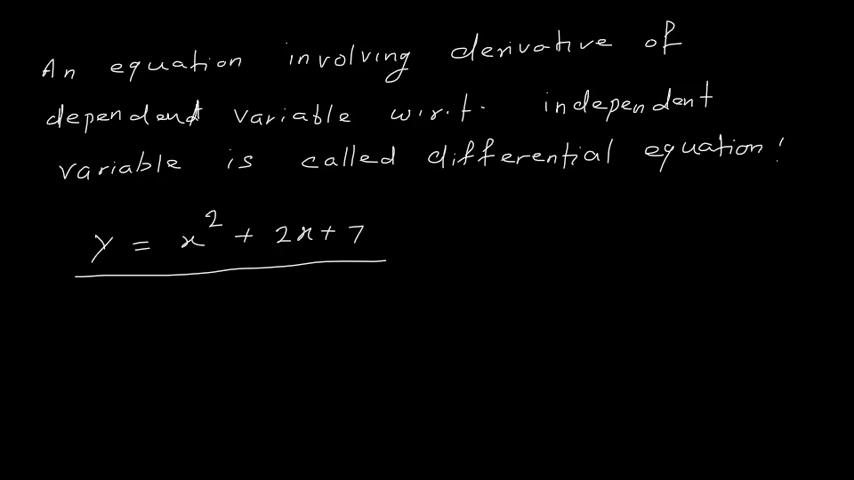 An equation involving derivative of
dependent variable w.r.t. independent
variable is called differential equation!
y = x² + 2x + 7